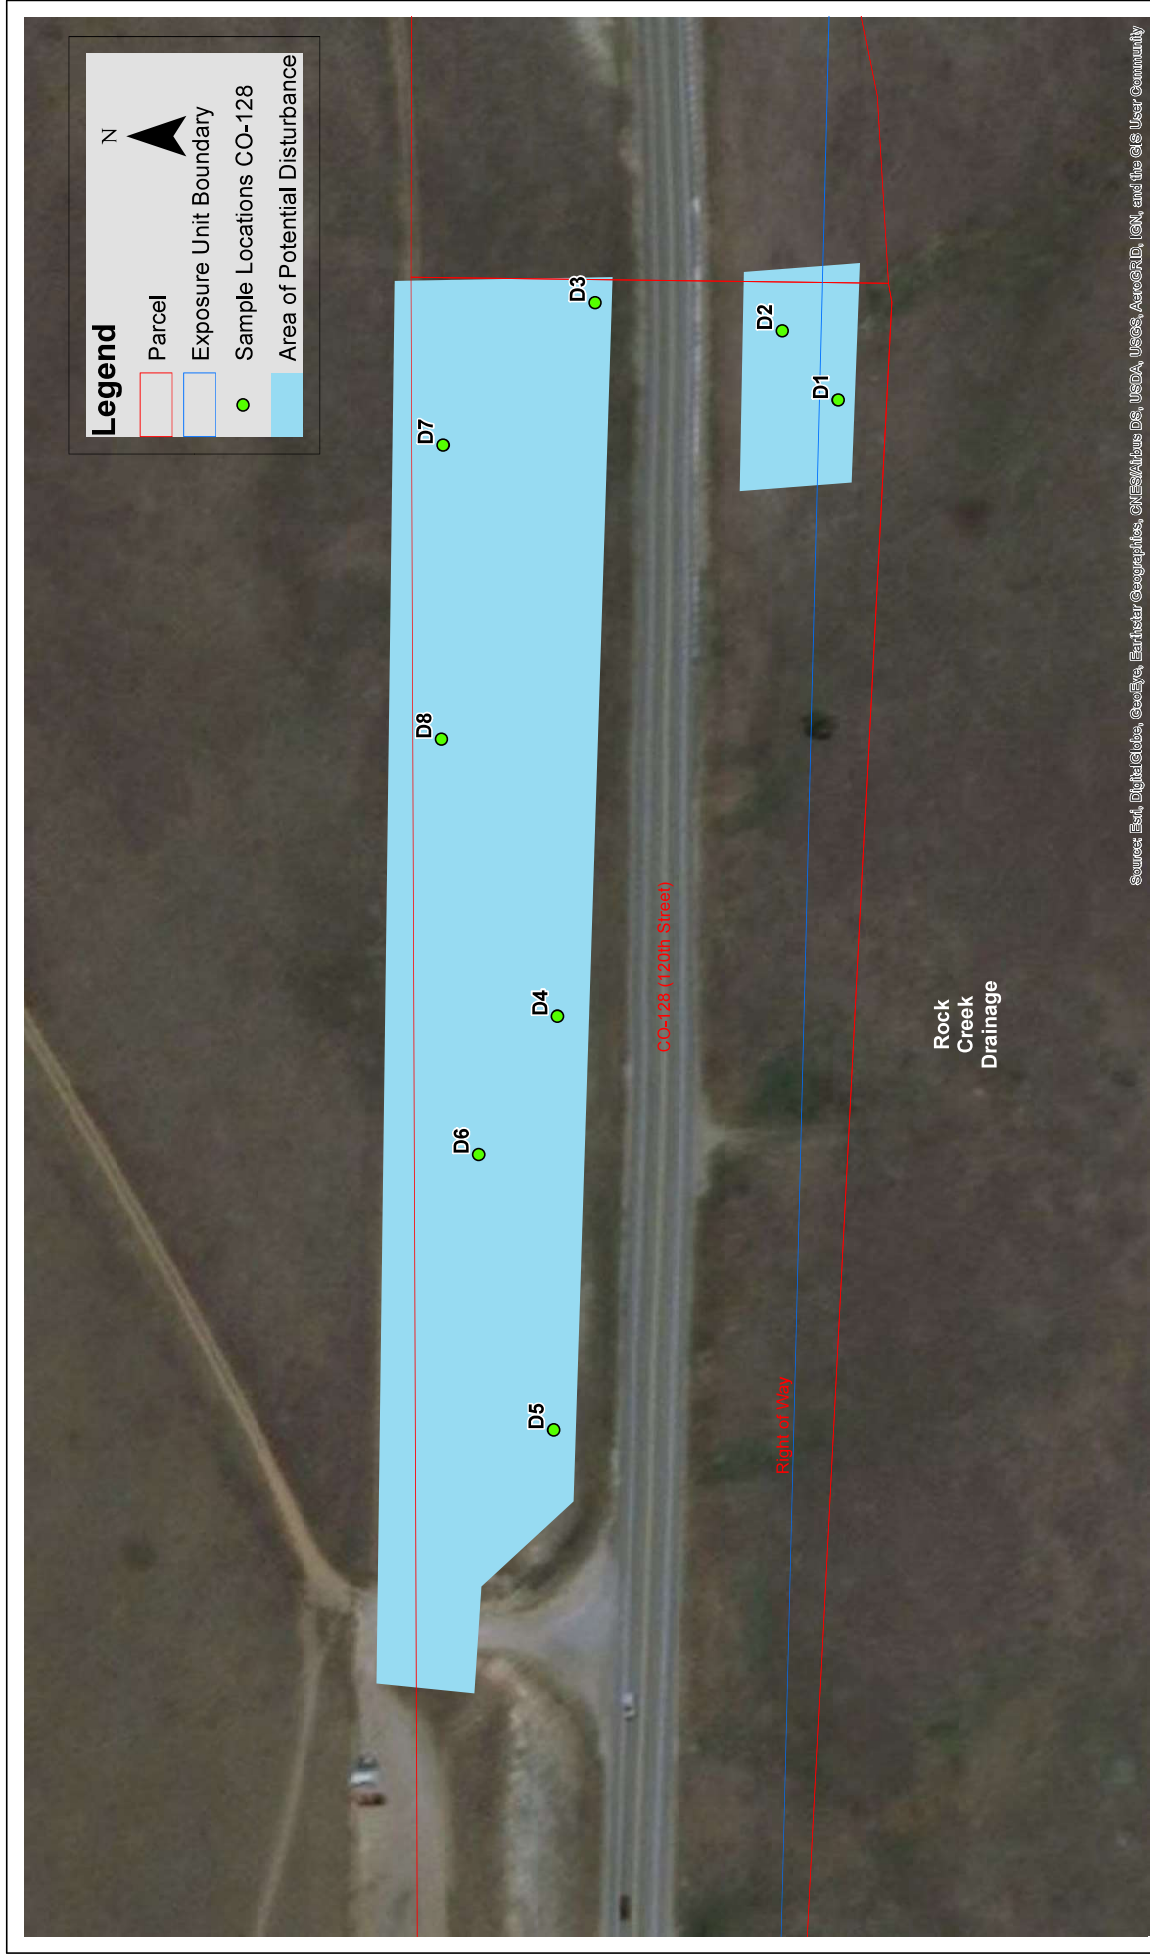 Legend
N
Parcel
Exposure Unit Boundary
Sample Locations CO-128
Area of Potential Disturbance
D7
D3
D8
D2
D1
D4
D6
D5
CO-128 (120th Street)
Right of Way
Rock
Creek
Drainage
Source: Esri, DigitalGlobe, GeoEye, Earthstar Geographics, CNES/Airbus DS, USDA, USGS, AeroGRID, IGN, and the GIS User Community